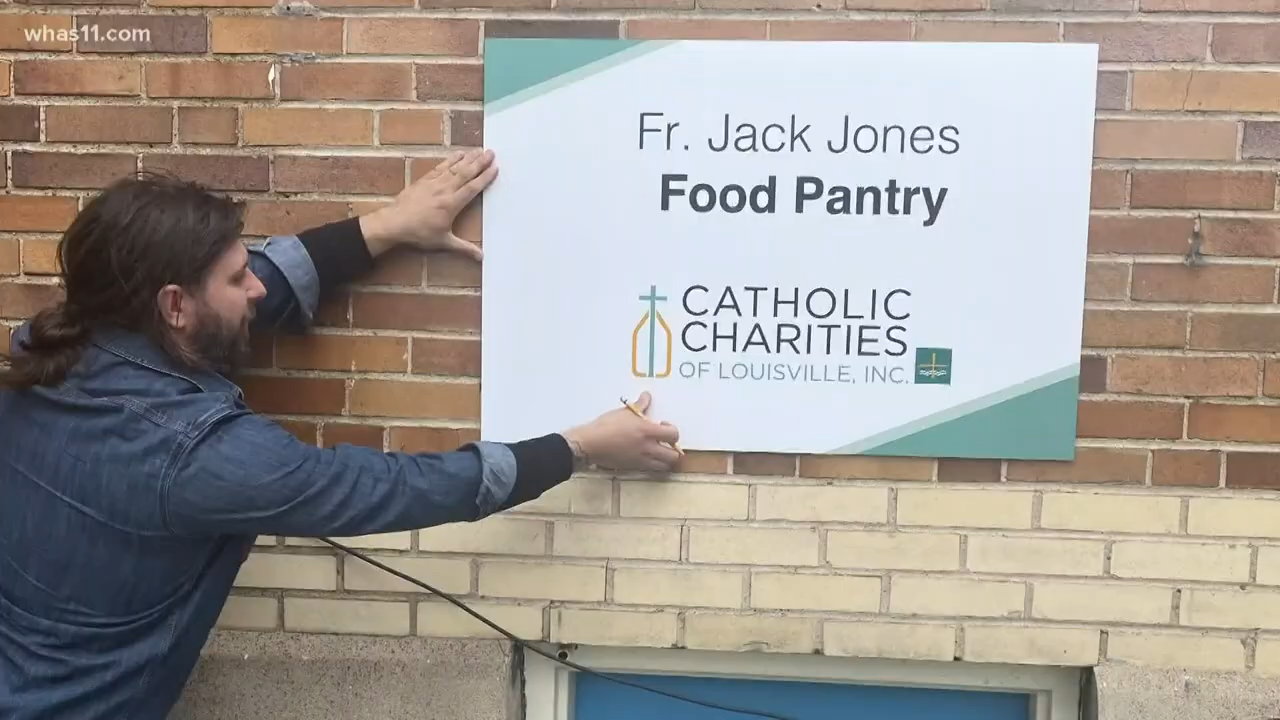 whas11.com
Fr. Jack Jones
Food Pantry
CATHOLIC
CHARITIES
OF LOUISVILLE, INC.